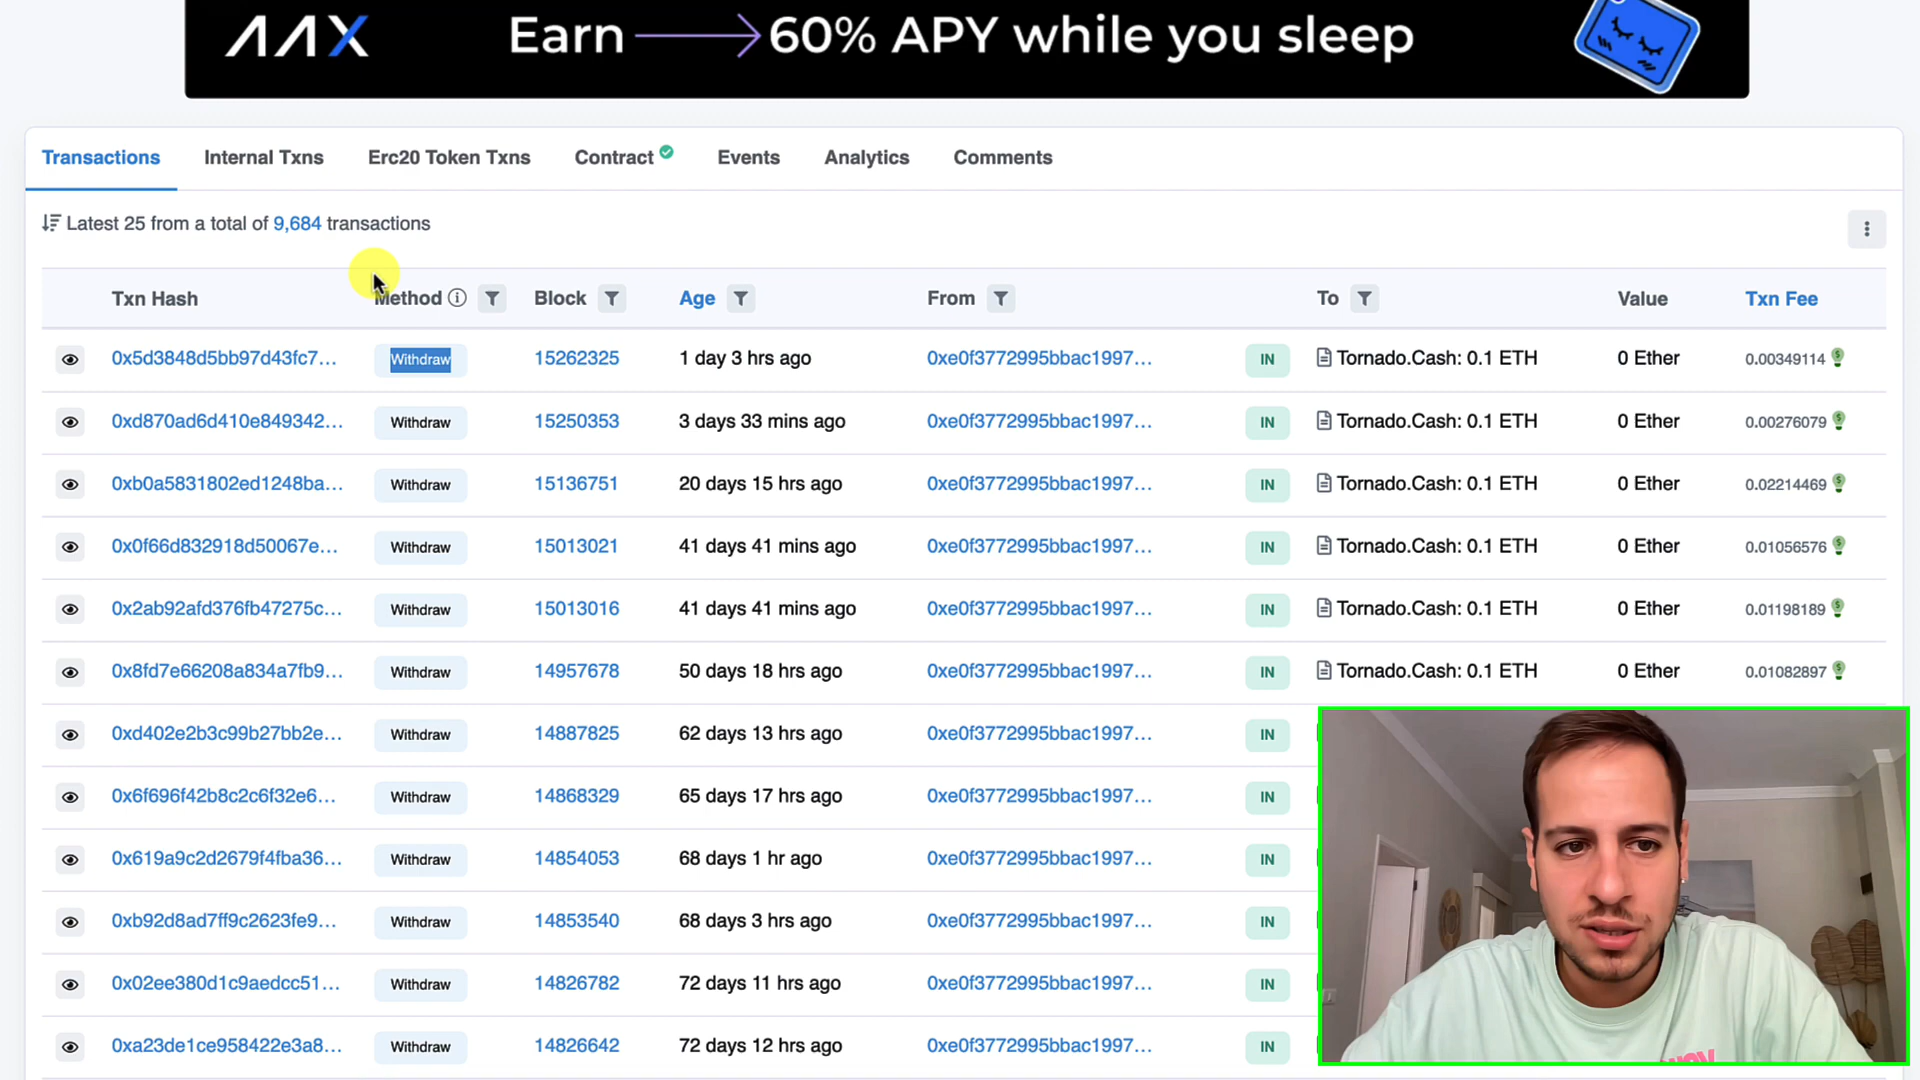 AAX Earn 60% APY while you sleep
Transactions Internal Txns Erc20 Token Txns Contract Events Analytics Comments
Latest 25 from a total of 9,684 transactions
Txn Hash Method Block Age From To Value Txn Fee
0x5d3848d5bb97d43fc7... Withdraw 15262325 1 day 3 hrs ago 0xe0f3772995bbac1997... IN Tornado.Cash: 0.1 ETH 0 Ether 0.00349114
0xd870ad6d410e849342... Withdraw 15250353 3 days 33 mins ago 0xe0f3772995bbac1997... IN Tornado.Cash: 0.1 ETH 0 Ether 0.00276079
0xb0a5831802ed1248ba... Withdraw 15136751 20 days 15 hrs ago 0xe0f3772995bbac1997... IN Tornado.Cash: 0.1 ETH 0 Ether 0.02214469
0x0f66d832918d50067e... Withdraw 15013021 41 days 41 mins ago 0xe0f3772995bbac1997... IN Tornado.Cash: 0.1 ETH 0 Ether 0.01056576
0x2ab92afd376fb47275c... Withdraw 15013016 41 days 41 mins ago 0xe0f3772995bbac1997... IN Tornado.Cash: 0.1 ETH 0 Ether 0.01198189
0x8fd7e66208a834a7fb9... Withdraw 14957678 50 days 18 hrs ago 0xe0f3772995bbac1997... IN Tornado.Cash: 0.1 ETH 0 Ether 0.01082897
0xd402e2b3c99b27bb2e... Withdraw 14887825 62 days 13 hrs ago 0xe0f3772995bbac1997... IN
0x6f696f42b8c2c6f32e6... Withdraw 14868329 65 days 17 hrs ago 0xe0f3772995bbac1997... IN
0x619a9c2d2679f4fba36... Withdraw 14854053 68 days 1 hr ago 0xe0f3772995bbac1997... IN
0xb92d8ad7ff9c2623fe9... Withdraw 14853540 68 days 3 hrs ago 0xe0f3772995bbac1997... IN
0x02ee380d1c9aedcc51... Withdraw 14826782 72 days 11 hrs ago 0xe0f3772995bbac1997... IN
0xa23de1ce958422e3a8... Withdraw 14826642 72 days 12 hrs ago 0xe0f3772995bbac1997... IN